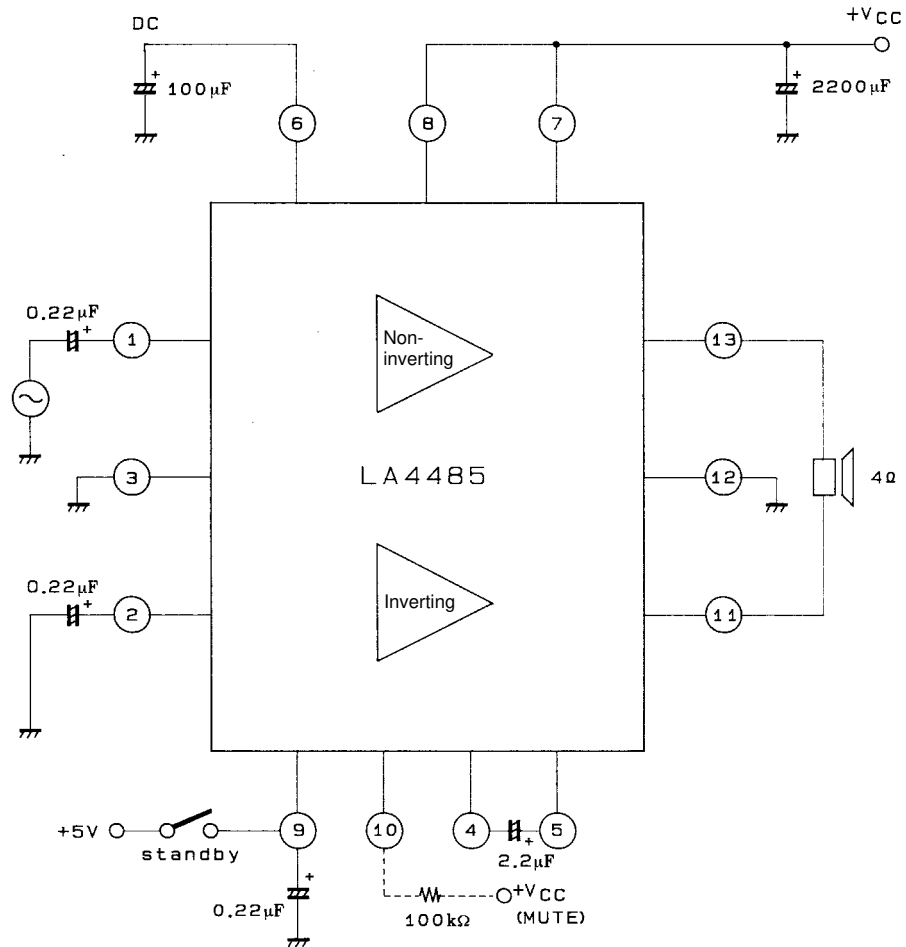 DC
+VCC
+
100μF
+
2200μF
6
8
7
0.22μF
+
1
Non-
inverting
13
3
LA4485
12
4Ω
0.22μF
+
2
Inverting
11
+5V
standby
9
10
4
+
5
2.2μF
+
0.22μF
100kΩ
+VCC
(MUTE)